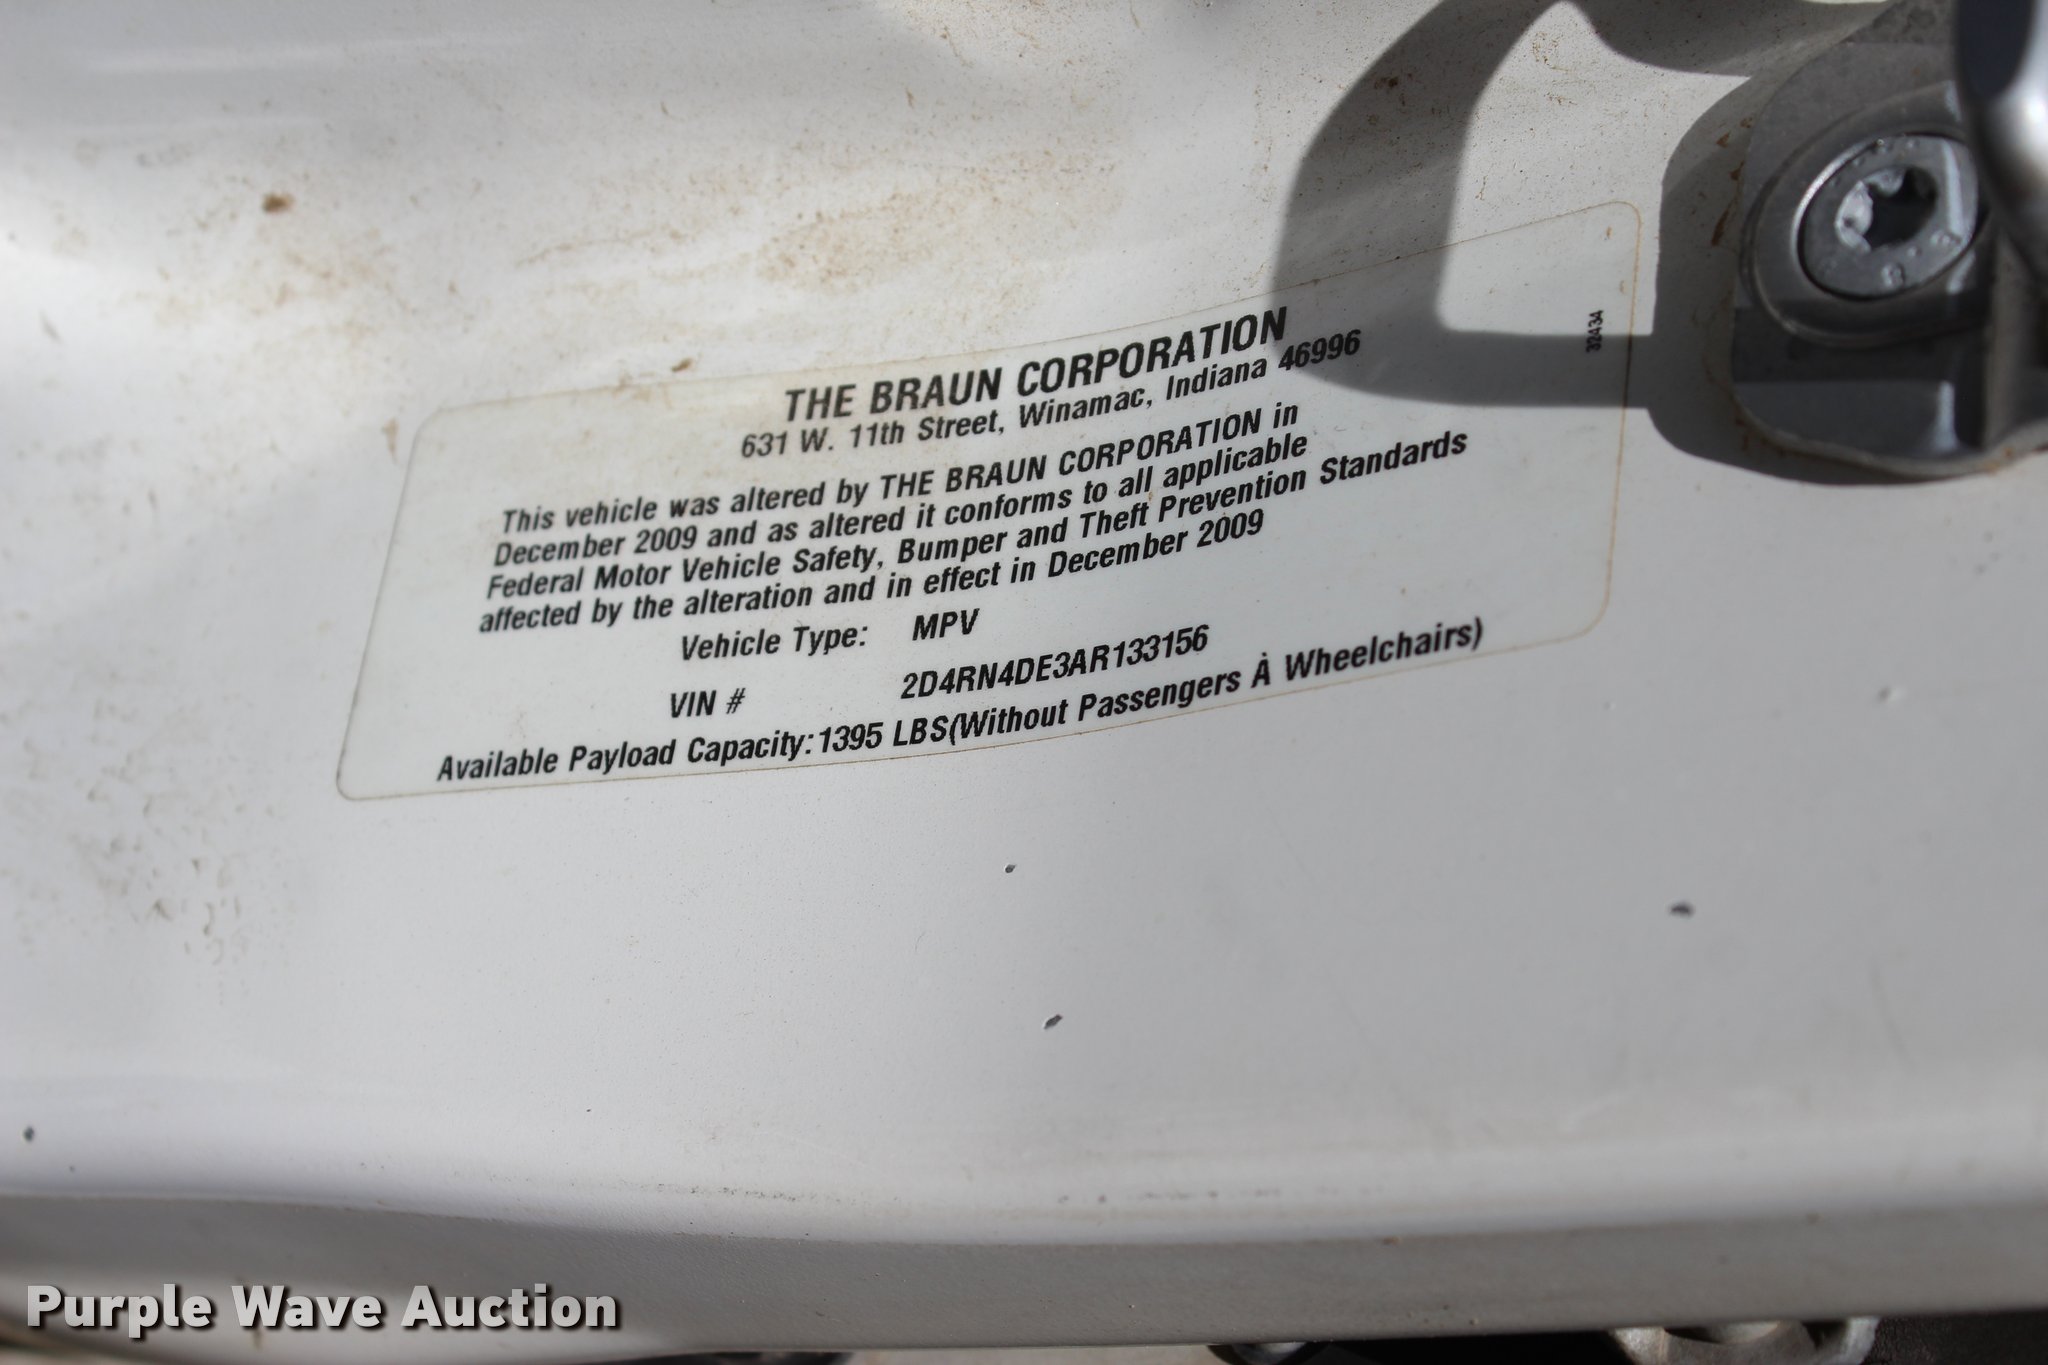 THE BRAUN CORPORATION
631 W. 11th Street, Winamac, Indiana 46996
32434
This vehicle was altered by THE BRAUN CORPORATION in
December 2009 and as altered it conforms to all applicable
Federal Motor Vehicle Safety, Bumper and Theft Prevention Standards
affected by the alteration and in effect in December 2009
Vehicle Type: MPV
VIN # 2D4RN4DE3AR133156
Available Payload Capacity:1395 LBS(Without Passengers À Wheelchairs)
Purple Wave Auction